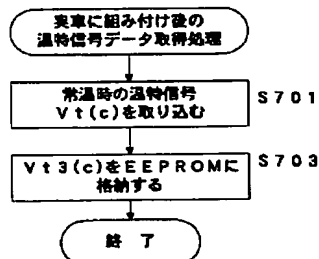 実車に組み付け後の
温特信号データ取得処理
常温時の温特信号
Vt(c)を取り込む
S701
Vt3(c)をEEPROMに
格納する
S703
終了